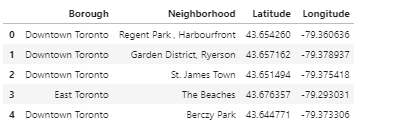 Borough Neighborhood Latitude Longitude
0 Downtown Toronto Regent Park , Harbourfront 43.654260 -79.360636
1 Downtown Toronto Garden District, Ryerson 43.657162 -79.378937
2 Downtown Toronto St. James Town 43.651494 -79.375418
3 East Toronto The Beaches 43.676357 -79.293031
4 Downtown Toronto Berczy Park 43.644771 -79.373306